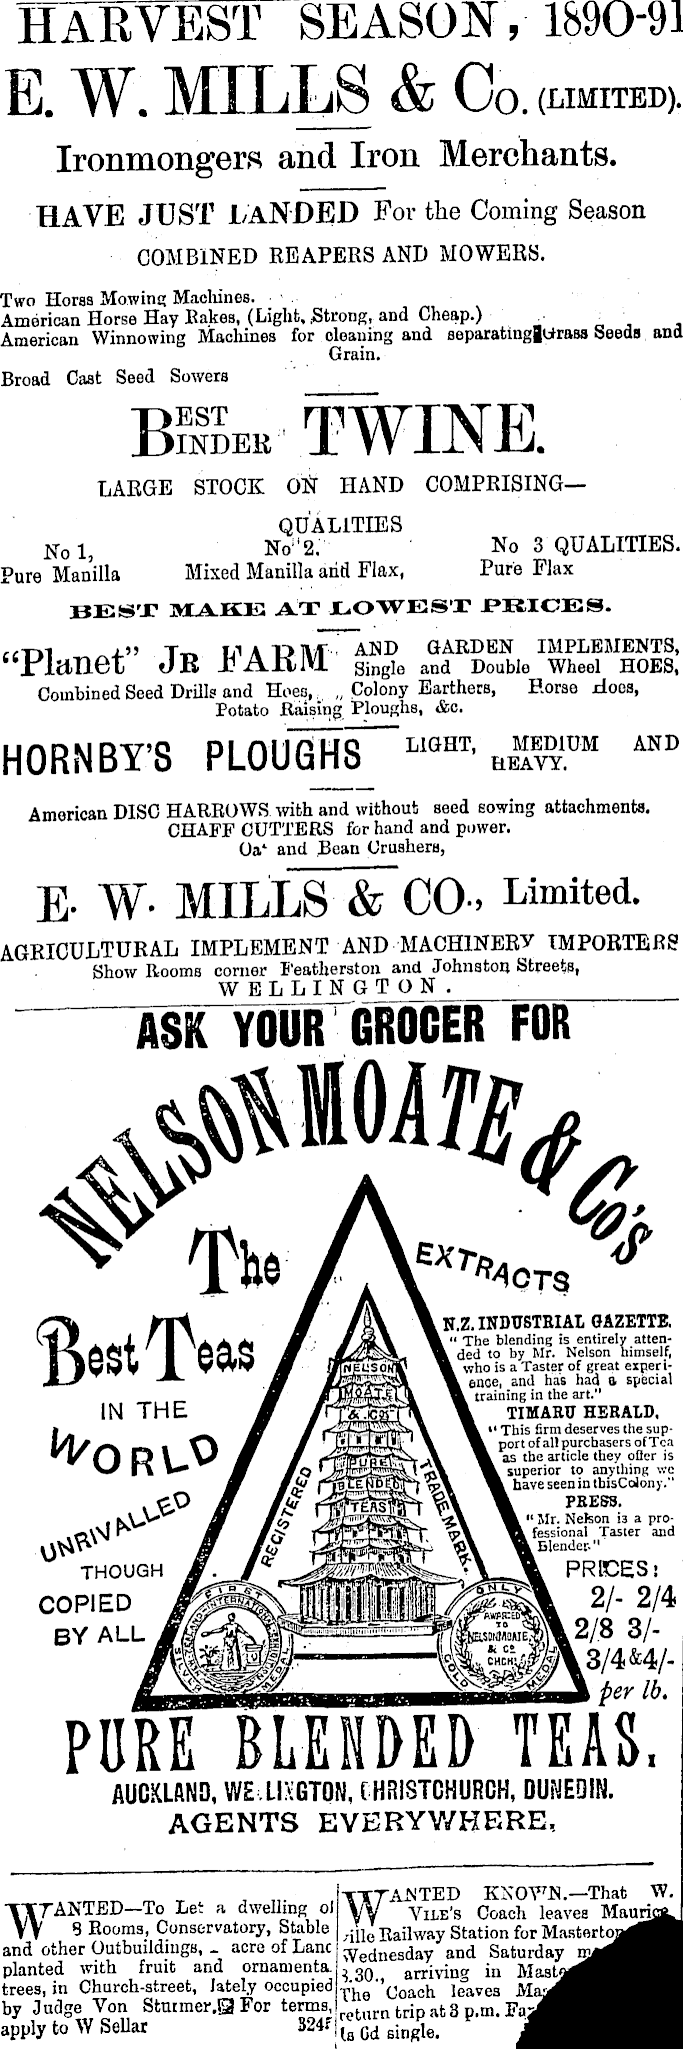 HARVEST SEASON, 1890-91
E. W. MILLS & Co. (LIMITED).
Ironmongers and Iron Merchants.
HAVE JUST LANDED For the Coming Season
COMBINED REAPERS AND MOWERS.
Two Horse Mowing Machines.
American Horse Hay Rakes, (Light, Strong, and Cheap.)
American Winnowing Machines for cleaning and separating Grass Seeds and
Grain.
Broad Cast Seed Sowers
BEST BINDER TWINE.
LARGE STOCK ON HAND COMPRISING—
QUALITIES
No 1, No 2. No 3 QUALITIES.
Pure Manilla Mixed Manilla and Flax, Pure Flax
BEST MAKE AT LOWEST PRICES.
"Planet" JR FARM AND GARDEN IMPLEMENTS,
Single and Double Wheel HOES,
Combined Seed Drills and Hoes, ,, Colony Earthers, Horse Hoes,
Potato Raising Ploughs, &c.
HORNBY'S PLOUGHS LIGHT, MEDIUM AND
HEAVY.
American DISC HARROWS with and without seed sowing attachments.
CHAFF CUTTERS for hand and power.
Oat and Bean Crushers,
E. W. MILLS & CO., Limited.
AGRICULTURAL IMPLEMENT AND MACHINERY IMPORTERS
Show Rooms corner Featherston and Johnston Streets,
WELLINGTON.
ASK YOUR GROCER FOR
NELSON MOATE & Co's
The
Best Teas
IN THE
WORLD
UNRIVALLED
THOUGH
COPIED
BY ALL
NELSON
MOATE
& Co's
PURE
BLENDED
TEAS
REGISTERED
TRADE MARK.
FIRST
MEDAL
ONLY
GOLD MEDAL
AWARDED
TO
NELSON MOATE
& Co
CHCH
EXTRACTS
N.Z. INDUSTRIAL GAZETTE.
"The blending is entirely atten-
ded to by Mr. Nelson himself,
who is a Taster of great experi-
ence, and has had a special
training in the art."
TIMARU HERALD.
"This firm deserves the sup-
port of all purchasers of Tea
as the article they offer is
superior to anything we
have seen in this Colony."
PRESS.
"Mr. Nelson is a pro-
fessional Taster and
Blender."
PRICES:
2/- 2/4
2/8 3/-
3/4 & 4/-
per lb.
PURE BLENDED TEAS.
AUCKLAND, WELLINGTON, CHRISTCHURCH, DUNEDIN.
AGENTS EVERYWHERE,
WANTED—To Let a dwelling of
8 Rooms, Conservatory, Stable
and other Outbuildings, acre of Land
planted with fruit and ornamental
trees, in Church-street, lately occupied
by Judge Von Sturmer. For terms,
apply to W Sellar 324F
WANTED KNOWN.—That W.
VILE'S Coach leaves Maurice
ville Railway Station for Masterton
Wednesday and Saturday
3.30., arriving in
The Coach leaves
return trip at 3 p.m.
6d single.